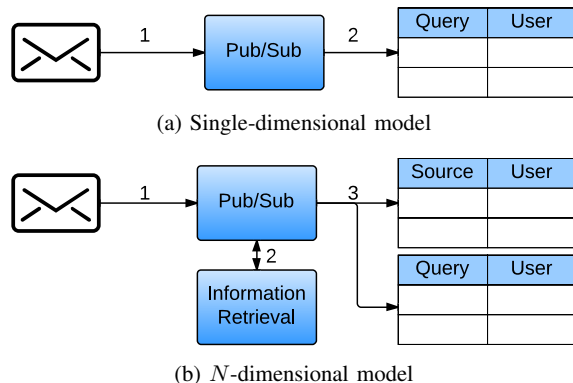 1
Pub/Sub
2
Query User
(a) Single-dimensional model
1
Pub/Sub
3
Source User
2
Information
Retrieval
Query User
(b) N-dimensional model